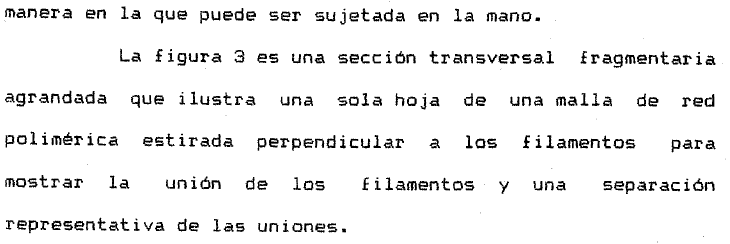 manera en la que puede ser sujetada en la mano.
La figura 3 es una sección transversal fragmentaria
agrandada que ilustra una sola hoja de una malla de red
polimérica estirada perpendicular a los filamentos para
mostrar la unión de los filamentos y una separación
representativa de las uniones.